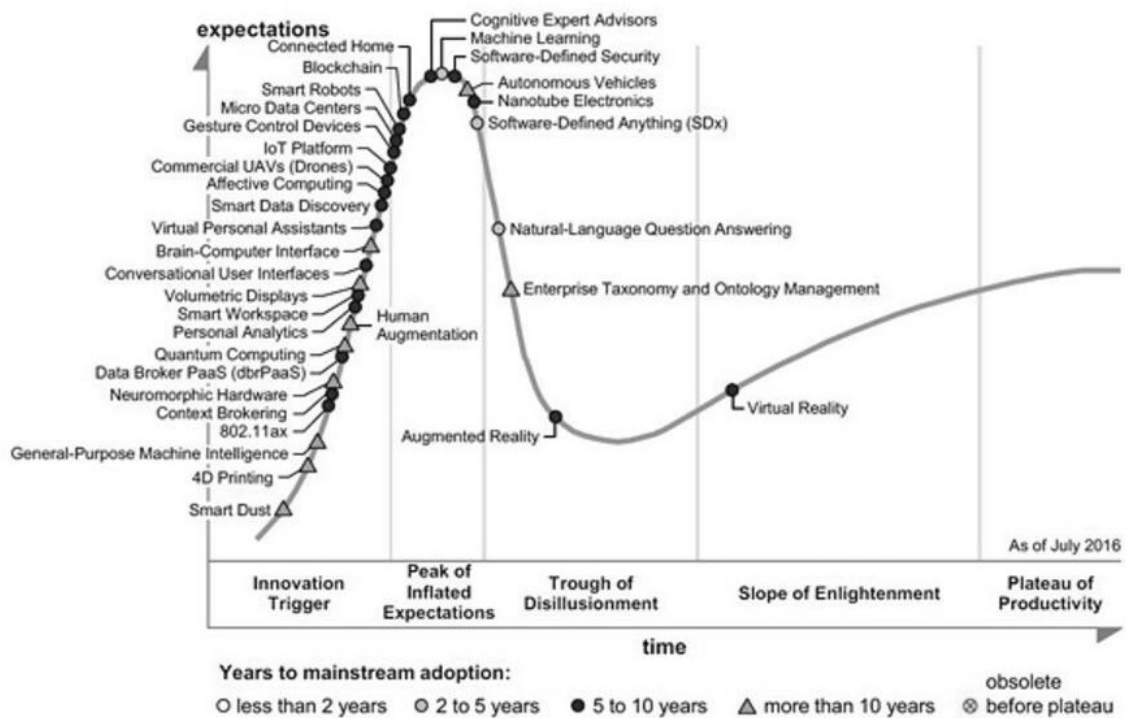 expectations
Cognitive Expert Advisors
Connected Home
Machine Learning
Blockchain
Software-Defined Security
Smart Robots
Autonomous Vehicles
Micro Data Centers
Nanotube Electronics
Gesture Control Devices
Software-Defined Anything (SDx)
IoT Platform
Commercial UAVs (Drones)
Affective Computing
Smart Data Discovery
Virtual Personal Assistants
Natural-Language Question Answering
Brain-Computer Interface
Conversational User Interfaces
Volumetric Displays
Enterprise Taxonomy and Ontology Management
Smart Workspace
Personal Analytics
Human
Augmentation
Quantum Computing
Data Broker PaaS (dbrPaaS)
Neuromorphic Hardware
Context Brokering
802.11ax
General-Purpose Machine Intelligence
4D Printing
Smart Dust
Augmented Reality
Virtual Reality
As of July 2016
Innovation
Trigger
Peak of
Inflated
Expectations
Trough of
Disillusionment
Slope of Enlightenment
Plateau of
Productivity
time
Years to mainstream adoption:
less than 2 years
2 to 5 years
5 to 10 years
more than 10 years
obsolete
before plateau